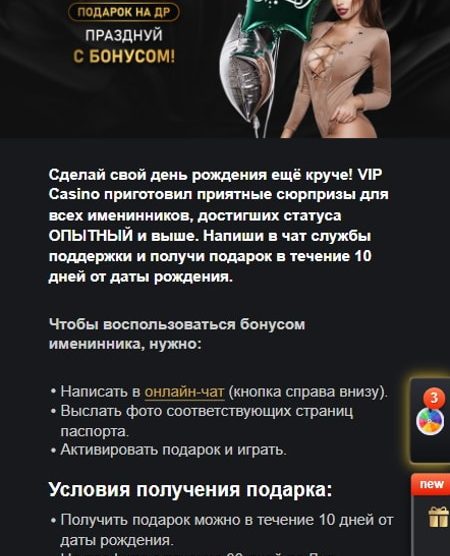 ПОДАРОК НА ДР
ПРАЗДНУЙ
С БОНУСОМ!
Сделай свой день рождения ещё круче! VIP
Casino приготовил приятные сюрпризы для
всех именинников, достигших статуса
ОПЫТНЫЙ и выше. Напиши в чат службы
поддержки и получи подарок в течение 10
дней от даты рождения.
Чтобы воспользоваться бонусом
именинника, нужно:
• Написать в онлайн-чат (кнопка справа внизу).
• Выслать фото соответствующих страниц
паспорта.
• Активировать подарок и играть.
3
new
Условия получения подарка:
• Получить подарок можно в течение 10 дней от
даты рождения.